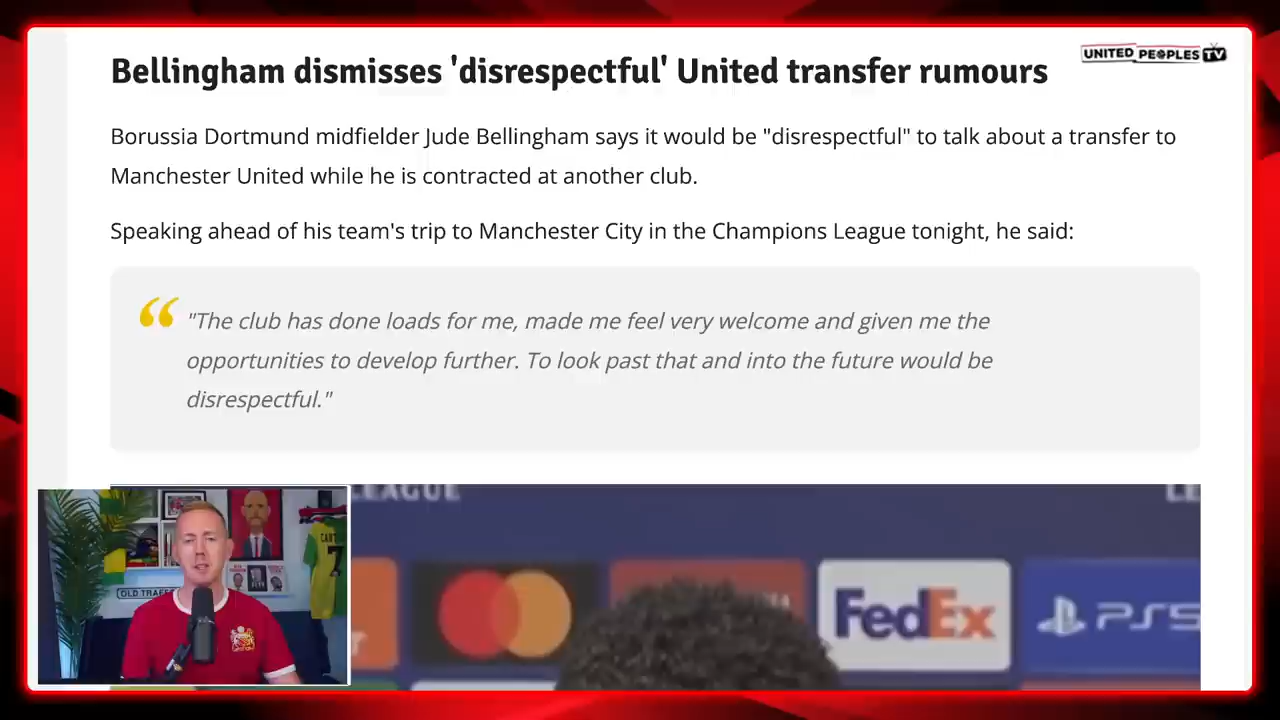 Bellingham dismisses 'disrespectful' United transfer rumours
UNITED PEOPLES TV
Borussia Dortmund midfielder Jude Bellingham says it would be "disrespectful" to talk about a transfer to
Manchester United while he is contracted at another club.
Speaking ahead of his team's trip to Manchester City in the Champions League tonight, he said:
"The club has done loads for me, made me feel very welcome and given me the
opportunities to develop further. To look past that and into the future would be
disrespectful."
LEAGUE
LE
FedEx
PS5
OLD TRAFF
7